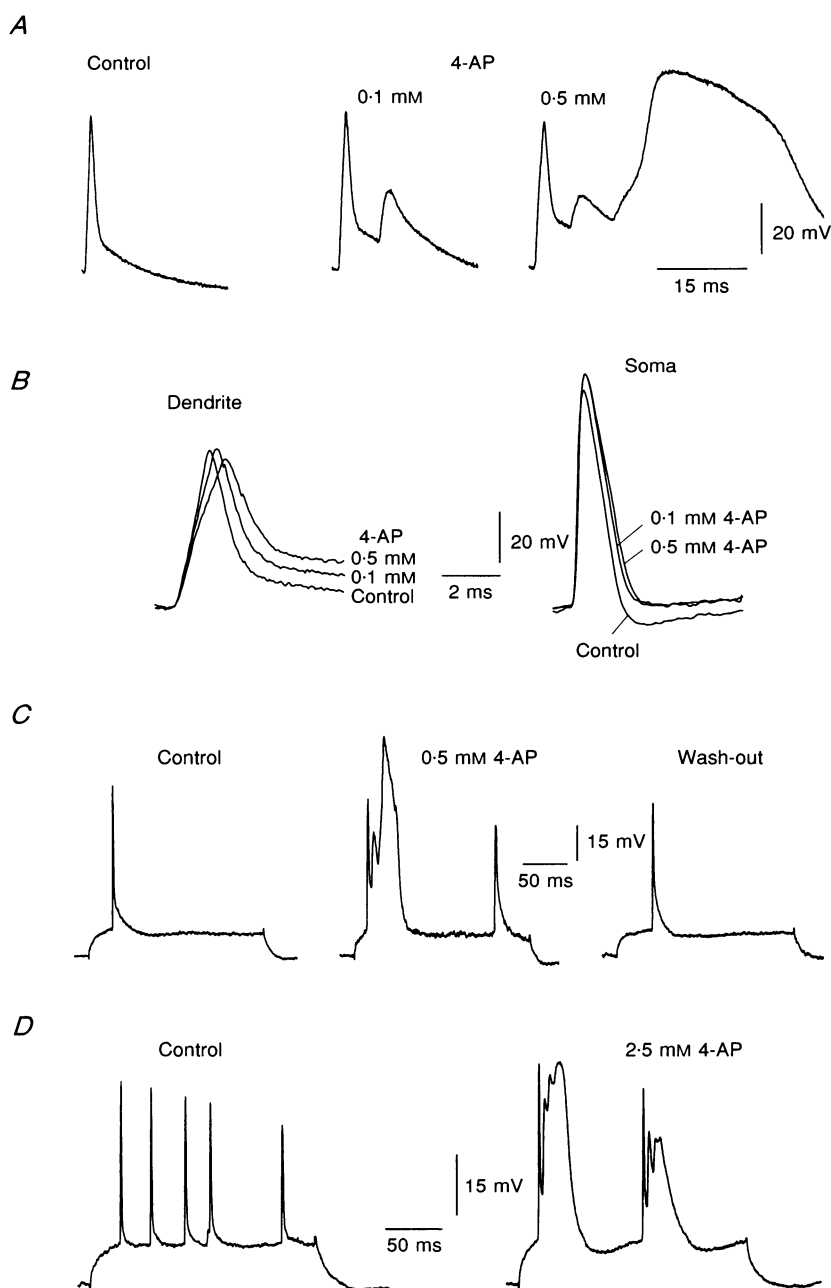 A
Control
4-AP
0·1 mM
0·5 mM
20 mV
15 ms
B
Dendrite
Soma
4-AP
0·5 mM
0·1 mM
Control
20 mV
2 ms
0·1 mM 4-AP
0·5 mM 4-AP
Control
C
Control
0·5 mM 4-AP
Wash-out
15 mV
50 ms
D
Control
2·5 mM 4-AP
15 mV
50 ms